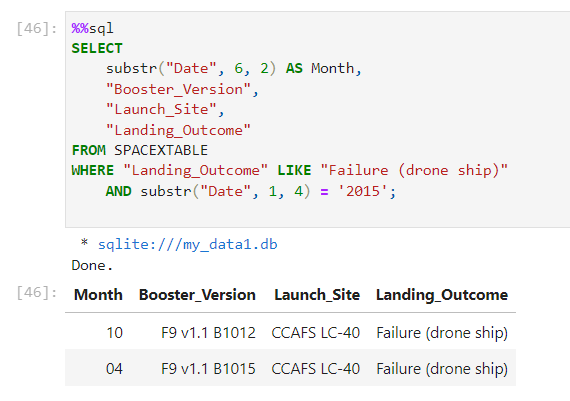 [46]: %%sql
SELECT
substr("Date", 6, 2) AS Month,
"Booster_Version",
"Launch_Site",
"Landing_Outcome"
FROM SPACEXTABLE
WHERE "Landing_Outcome" LIKE "Failure (drone ship)"
AND substr("Date", 1, 4) = '2015';
* sqlite:///my_data1.db
Done.
[46]: Month Booster_Version Launch_Site Landing_Outcome
10 F9 v1.1 B1012 CCAFS LC-40 Failure (drone ship)
04 F9 v1.1 B1015 CCAFS LC-40 Failure (drone ship)